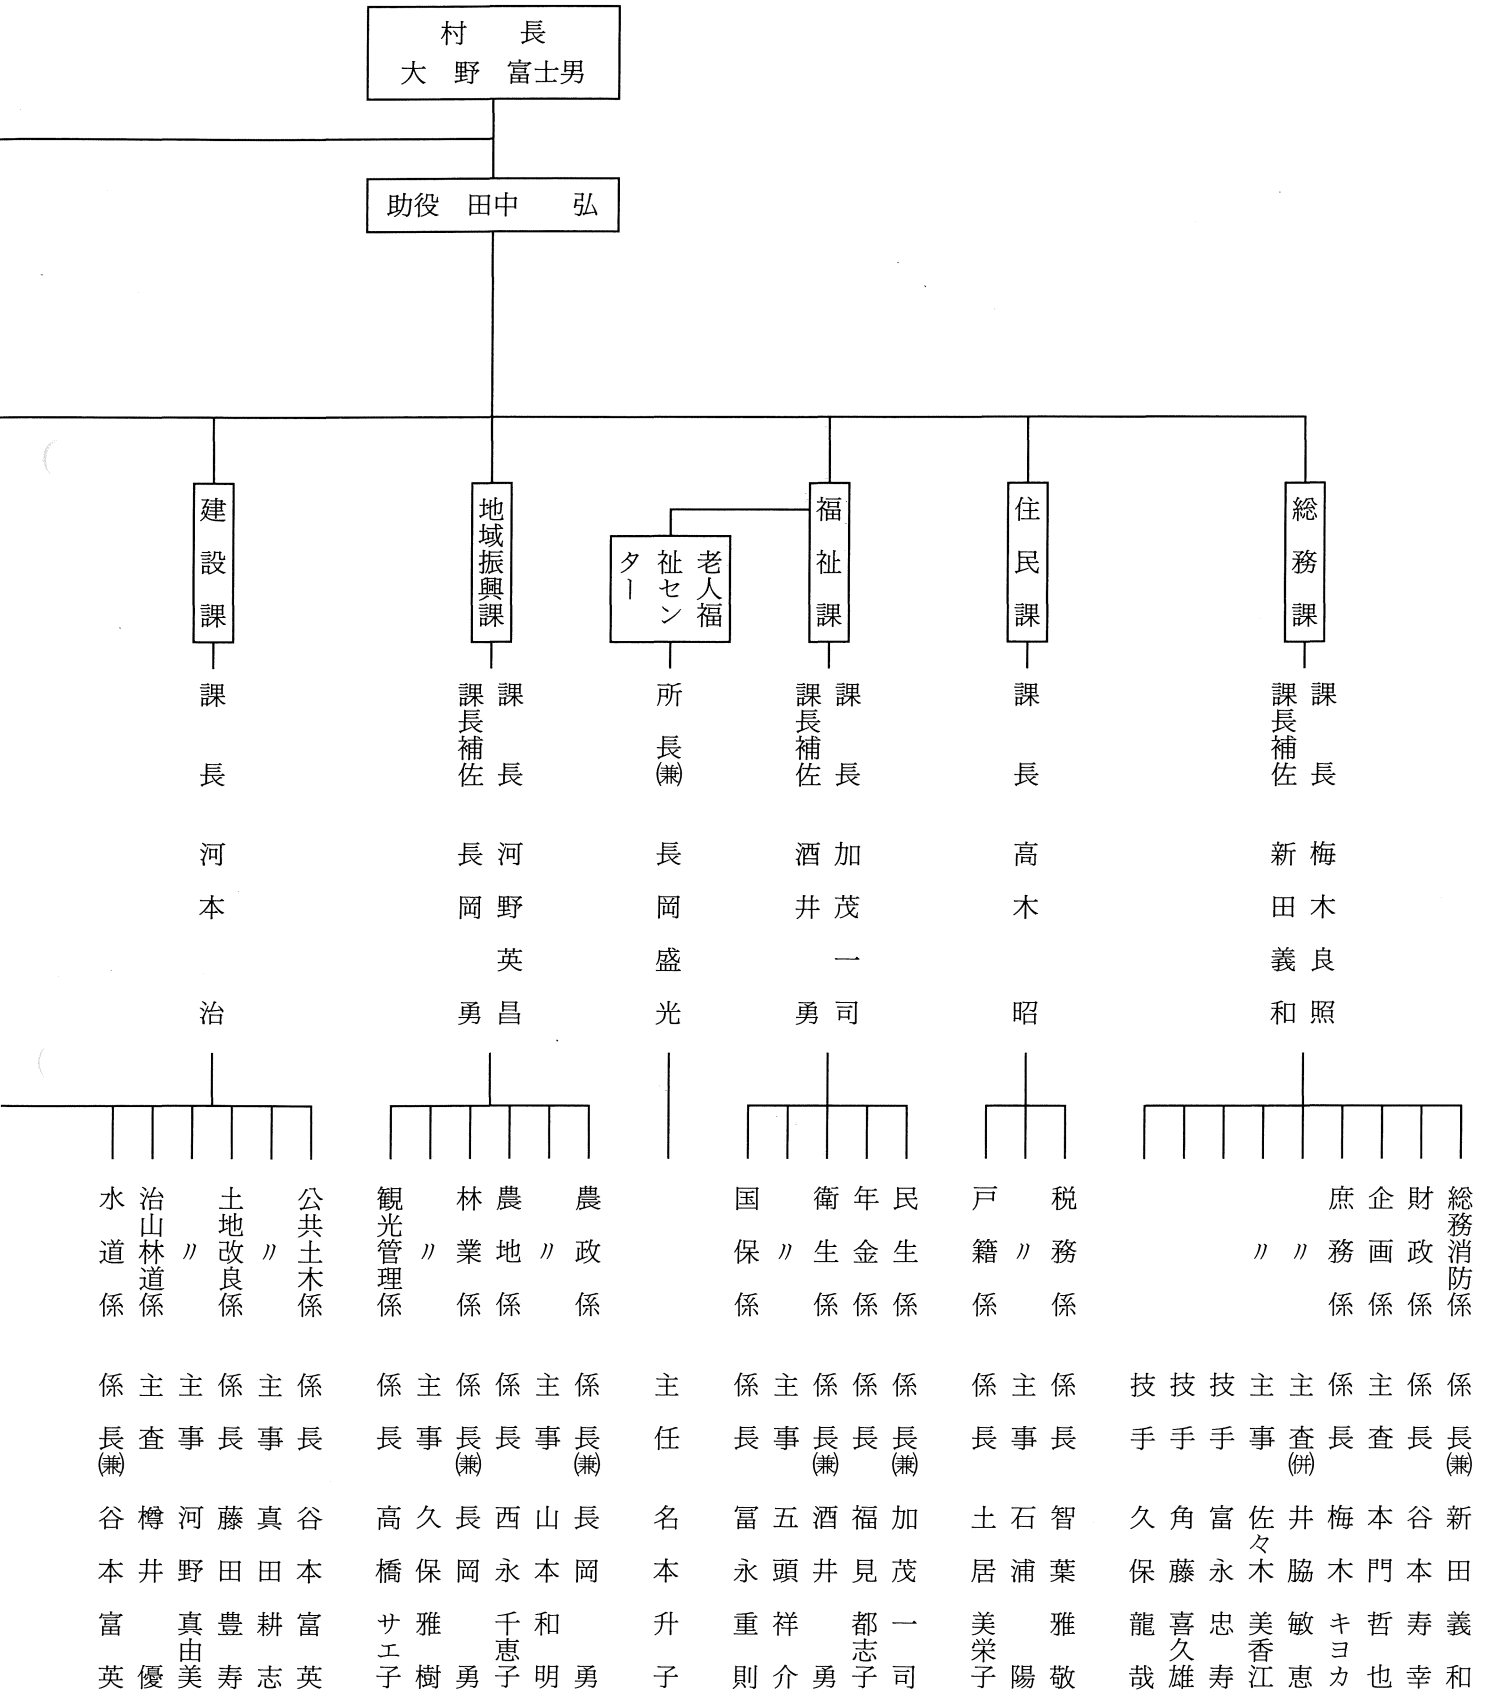 村　長
大　野　富士男
助役　田中　　弘
総務課
課長　梅木良照
課長補佐　新田義和
総務消防係　係長㈱　新田義和
財政係　係長　谷本寿幸
企画係　主査　本門哲也
庶務係　係長　梅木キヨカ
〃　主査(併)　井脇敏恵
〃　主事　佐々木美香江
技手　富永忠寿
技手　角藤喜久雄
技手　久保龍哉
住民課
課長　高木　昭
税務係　係長　智葉雅敬
〃　主事　石浦　陽
戸籍係　係長　土居美栄子
福祉課
課長　加茂一司
課長補佐　酒井　勇
民生係　係長(兼)　加茂一司
年金係　係長　福見都志子
衛生係　係長(兼)　酒井　勇
〃　主事　五頭祥介
国保係　係長　冨永重則
老人福祉センター
所長(兼)　長岡盛光
主任　名本升子
地域振興課
課長　河野英昌
課長補佐　長岡　勇
農政係　係長(兼)　長岡　勇
〃　主事　山本和明
農地係　係長　西永千恵子
林業係　係長(兼)　長岡　勇
〃　主事　久保雅樹
観光管理係　係長　高橋サエ子
建設課
課長　河本　治
公共土木係　係長　谷本富英
〃　主事　真田耕志
土地改良係　係長　藤田豊寿
〃　主事　河野真由美
治山林道係　主査　樽井　優
水道係　係長(兼)　谷本富英